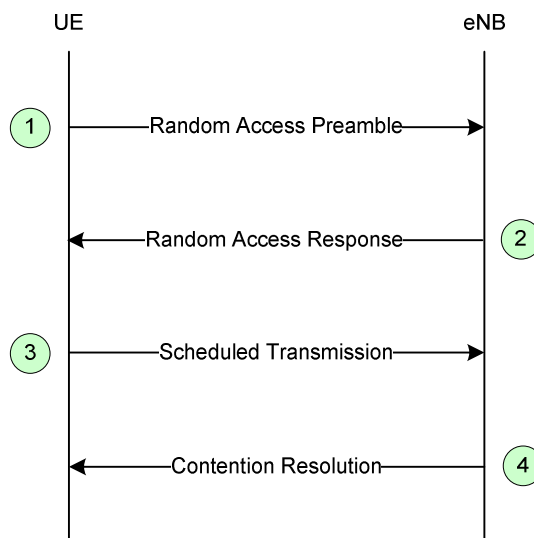 UE
eNB
1
Random Access Preamble
Random Access Response
2
3
Scheduled Transmission
Contention Resolution
4